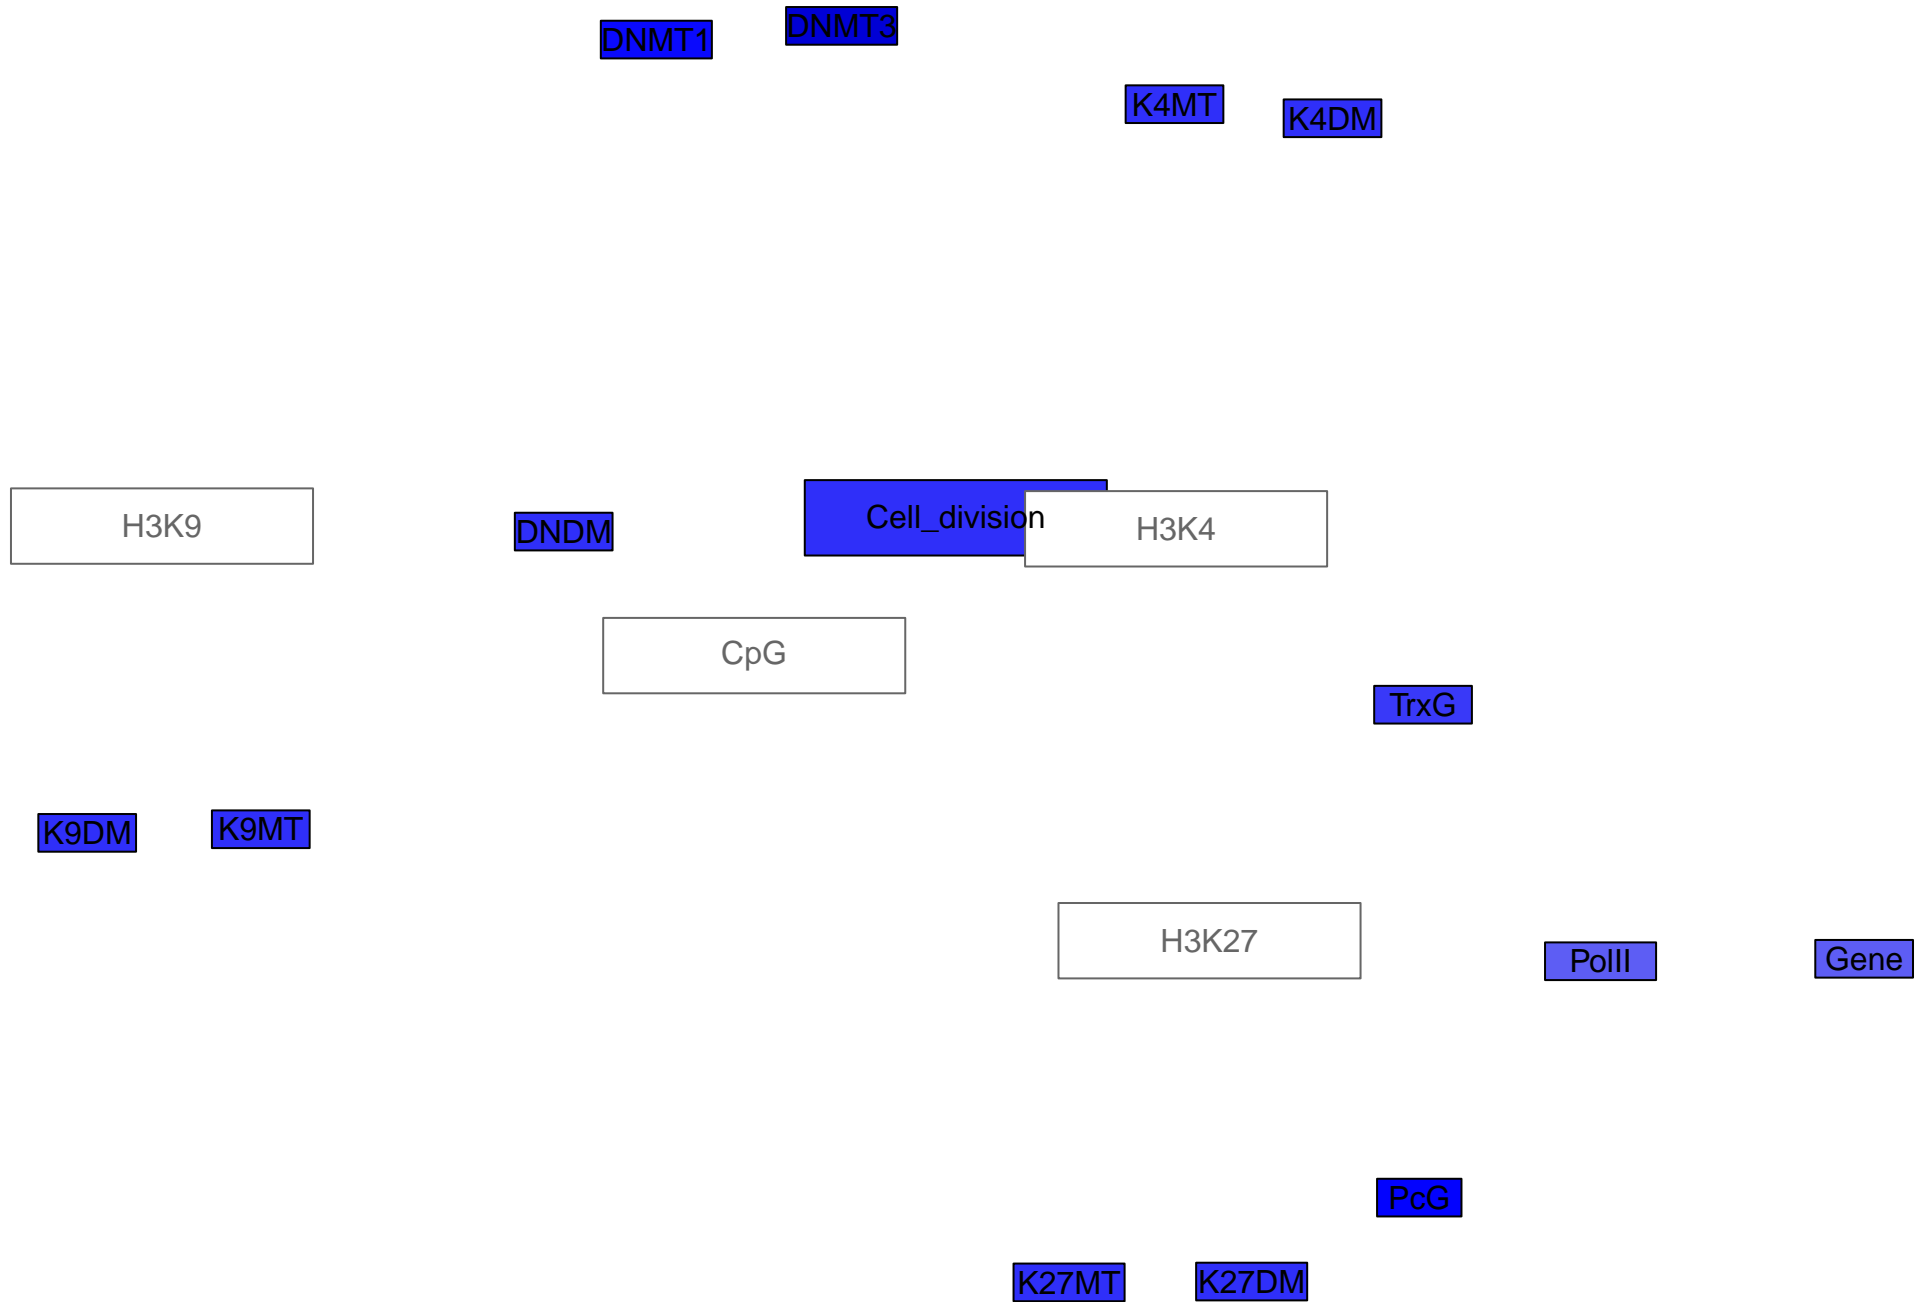 DNMT1
DNMT3
K4MT
K4DM
H3K9
DNDM
Cell_division
H3K4
CpG
TrxG
K9DM
K9MT
H3K27
PolII
Gene
PcG
K27MT
K27DM